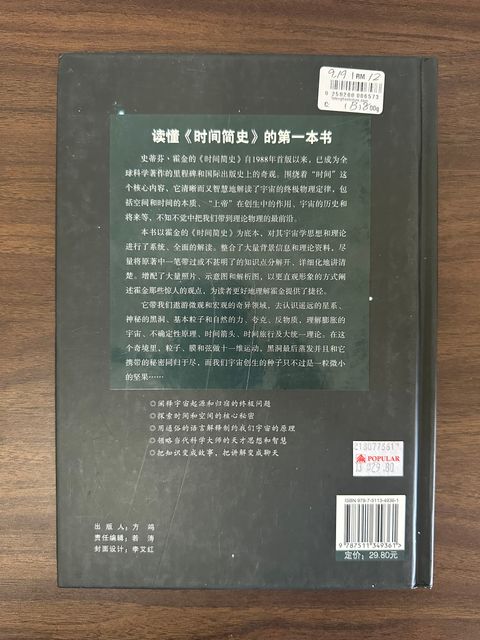 9.19 RM 12
0 259200 006573
读懂《时间简史》的第一本书
史蒂芬·霍金的《时间简史》自1988年首版以来，已成为全
球科学著作的里程碑和国际出版史上的奇观。围绕着“时间”这
个核心内容，它清晰而又智慧地解读了宇宙的终极物理定律，包
括空间和时间的本质、“上帝”在创生中的作用、宇宙的历史和
将来等，不知不觉中把我们带到理论物理的最前沿。
本书以霍金的《时间简史》为底本，对其宇宙学思想和理论
进行了系统、全面的解读。整合了大量背景信息和理论资料，尽
量将原著中一笔带过或不甚明了的知识点分解开、详细化地讲清
楚。增配了大量照片、示意图和解析图，以更直观形象的方式阐
述霍金那些惊人的观点，为读者更好地理解霍金提供了捷径。
它带我们遨游微观和宏观的奇异领域，去认识遥远的星系、
神秘的黑洞、基本粒子和自然的力、夸克、反物质，理解膨胀的
宇宙、不确定性原理、时间箭头、时间旅行及大统一理论。在这
个奇境里，粒子、膜和弦做十一维运动，黑洞最后蒸发并且和它
携带的秘密同归于尽，而我们宇宙创生的种子只不过是一粒微小
的坚果……
○阐释宇宙起源和归宿的终极问题
○探索时间和空间的核心秘密
○用通俗的语言解释制约我们宇宙的原理
○领略当代科学大师的天才思想和智慧
○把知识变成故事，把讲解变成聊天
POPULAR
29.80
ISBN 978-7-5113-4936-1
9 787511 349361 >
定价：29.80元
出 版 人：方 鸣
责任编辑：若 涛
封面设计：李艾红